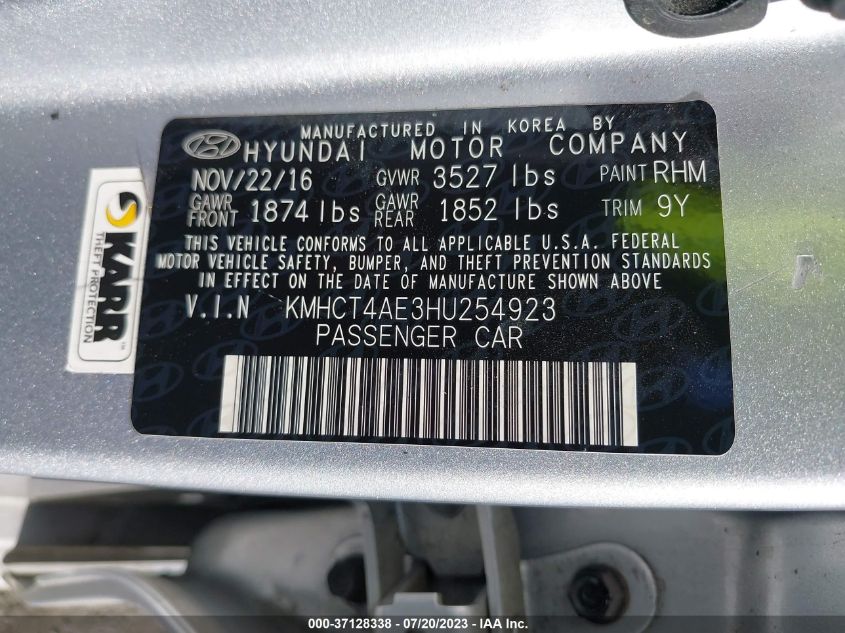 MANUFACTURED IN KOREA BY
HYUNDAI MOTOR COMPANY
NOV/22/16 GVWR 3527 lbs PAINT RHM
GAWR FRONT 1874 lbs GAWR REAR 1852 lbs TRIM 9Y
THIS VEHICLE CONFORMS TO ALL APPLICABLE U.S.A. FEDERAL
MOTOR VEHICLE SAFETY, BUMPER, AND THEFT PREVENTION STANDARDS
IN EFFECT ON THE DATE OF MANUFACTURE SHOWN ABOVE
V.I.N KMHCT4AE3HU254923
PASSENGER CAR
KARR
THEFT PROTECTION
000-37128338 - 07/20/2023 - © IAA Inc.